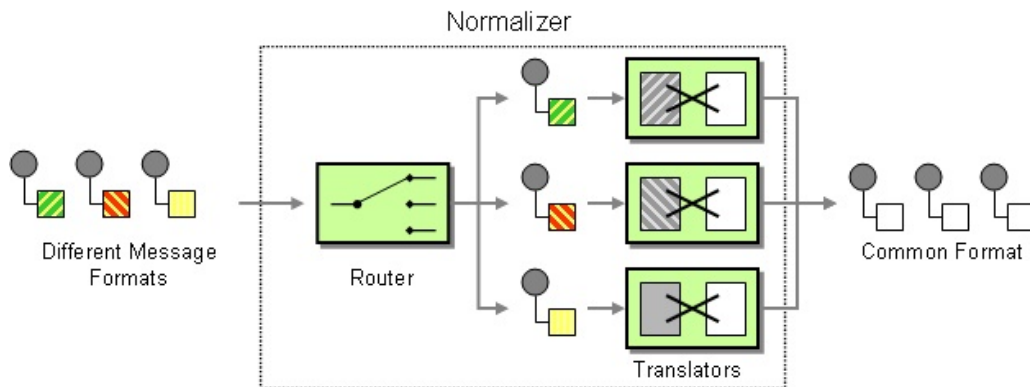 Normalizer
Different Message
Formats
Router
Translators
Common Format